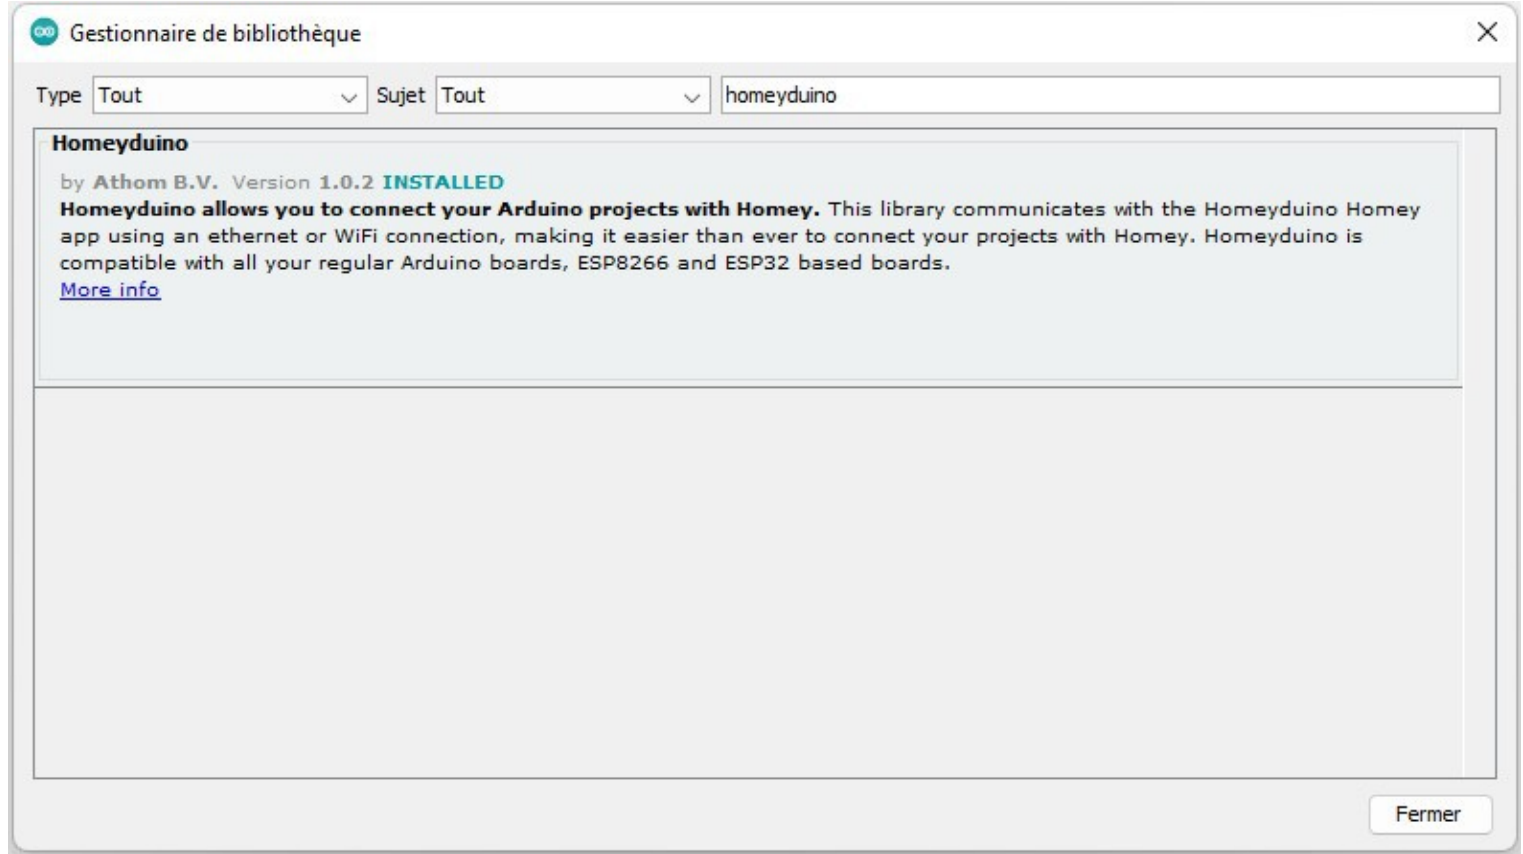 Gestionnaire de bibliothèque
Type Tout Sujet Tout homeyduino
Homeyduino
by Athom B.V. Version 1.0.2 INSTALLED
Homeyduino allows you to connect your Arduino projects with Homey. This library communicates with the Homeyduino Homey
app using an ethernet or WiFi connection, making it easier than ever to connect your projects with Homey. Homeyduino is
compatible with all your regular Arduino boards, ESP8266 and ESP32 based boards.
More info
Fermer